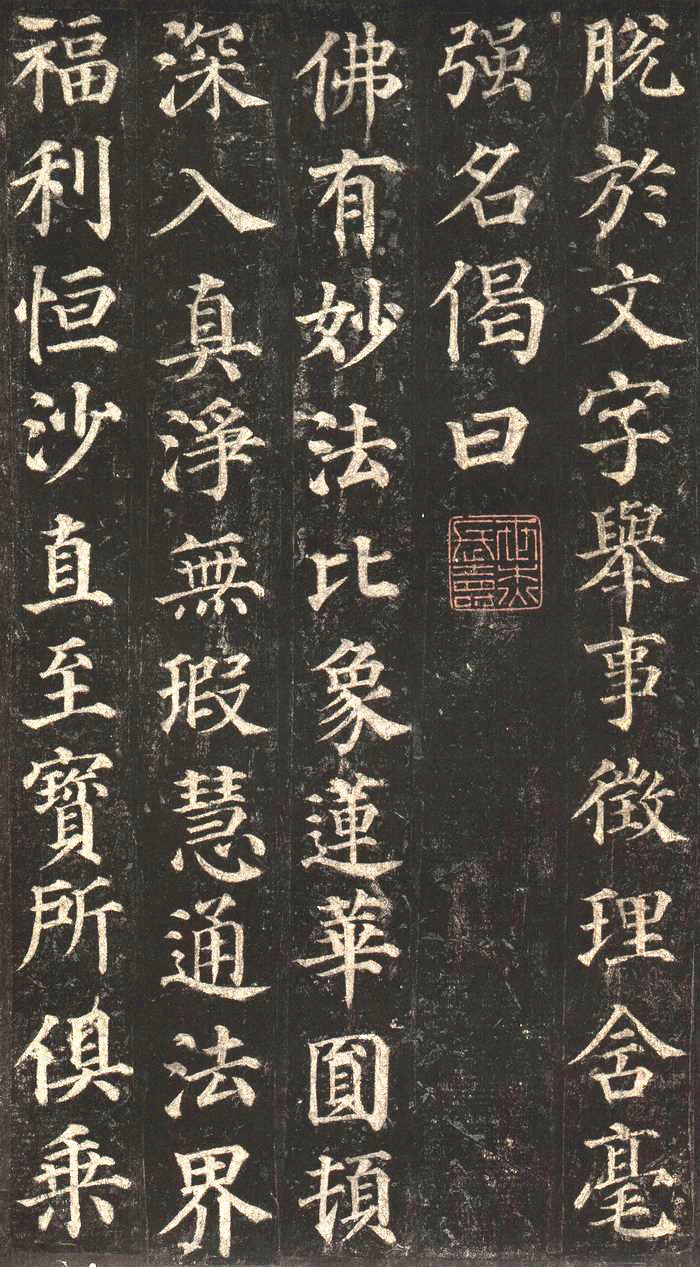 脫於文字舉事徵理含毫
强名偈曰
佛有妙法比象蓮華圓頓
深入真淨無瑕慧通法界
福利恒沙直至寶所俱乗